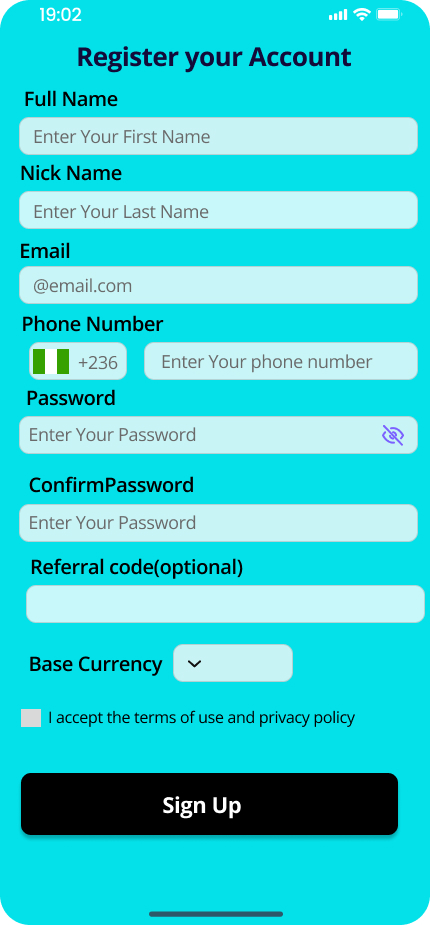 19:02
Register your Account
Full Name
Enter Your First Name
Nick Name
Enter Your Last Name
Email
@email.com
Phone Number
+236 Enter Your phone number
Password
Enter Your Password
ConfirmPassword
Enter Your Password
Referral code(optional)
Base Currency
I accept the terms of use and privacy policy
Sign Up